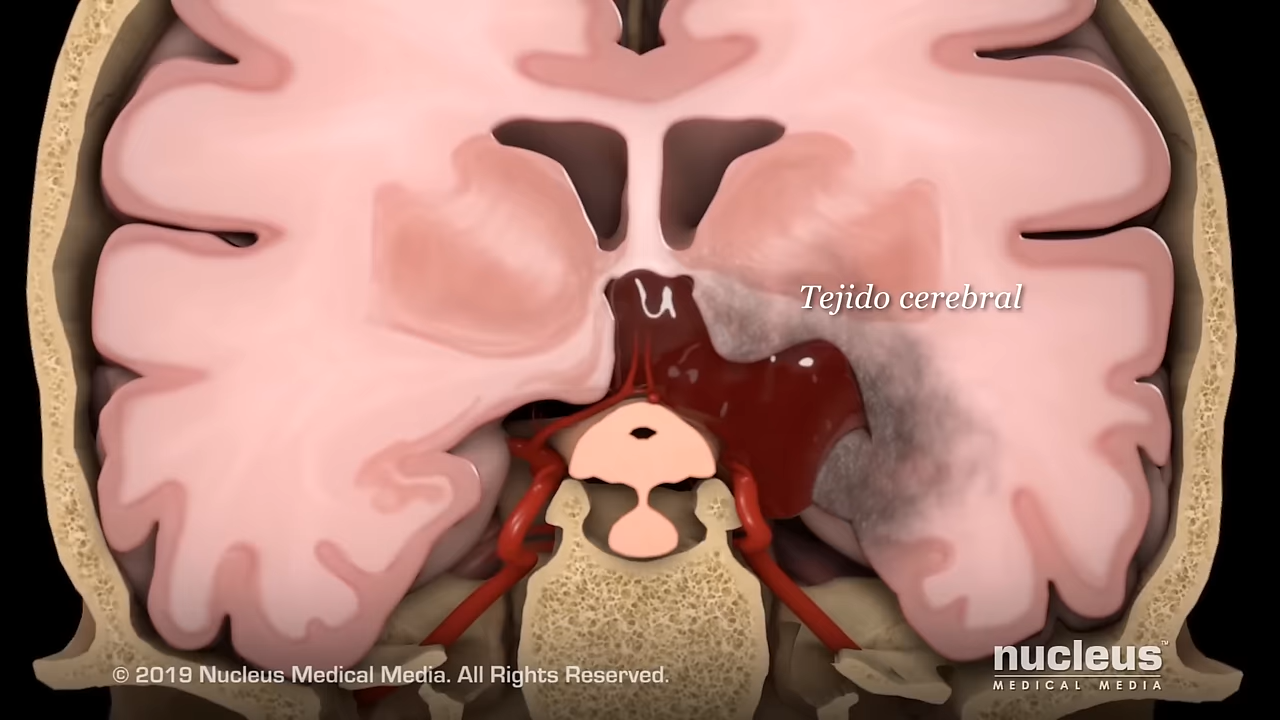 Tejido cerebral
© 2019 Nucleus Medical Media. All Rights Reserved.
nucleus™
MEDICAL MEDIA